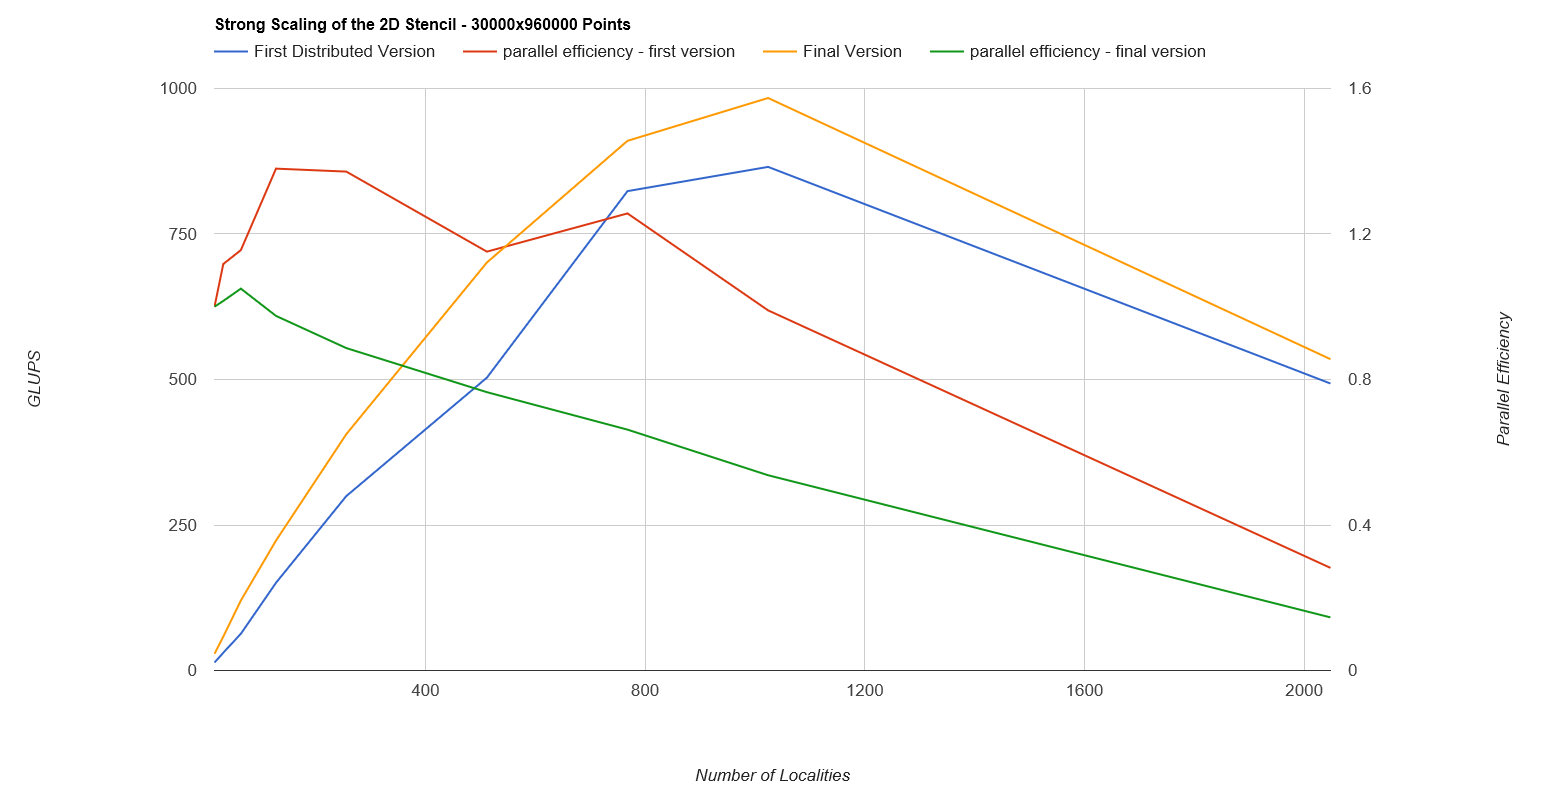 Strong Scaling of the 2D Stencil - 30000x960000 Points
First Distributed Version parallel efficiency - first version Final Version parallel efficiency - final version
1000 1.6
750 1.2
GLUPS
500 0.8
Parallel Efficiency
250 0.4
0 0
400 800 1200 1600 2000
Number of Localities